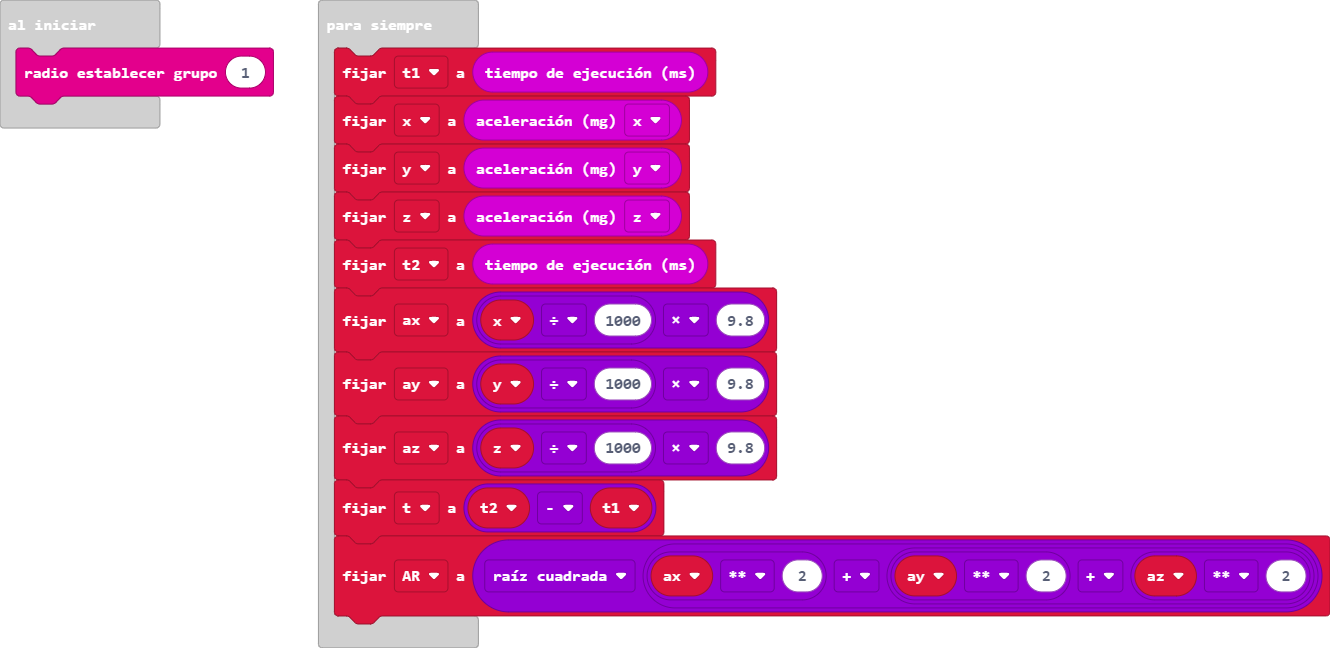 al iniciar
radio establecer grupo 1
para siempre
fijar t1 a tiempo de ejecución (ms)
fijar x a aceleración (mg) x
fijar y a aceleración (mg) y
fijar z a aceleración (mg) z
fijar t2 a tiempo de ejecución (ms)
fijar ax a x ÷ 1000 × 9.8
fijar ay a y ÷ 1000 × 9.8
fijar az a z ÷ 1000 × 9.8
fijar t a t2 - t1
fijar AR a raíz cuadrada ax ** 2 + ay ** 2 + az ** 2